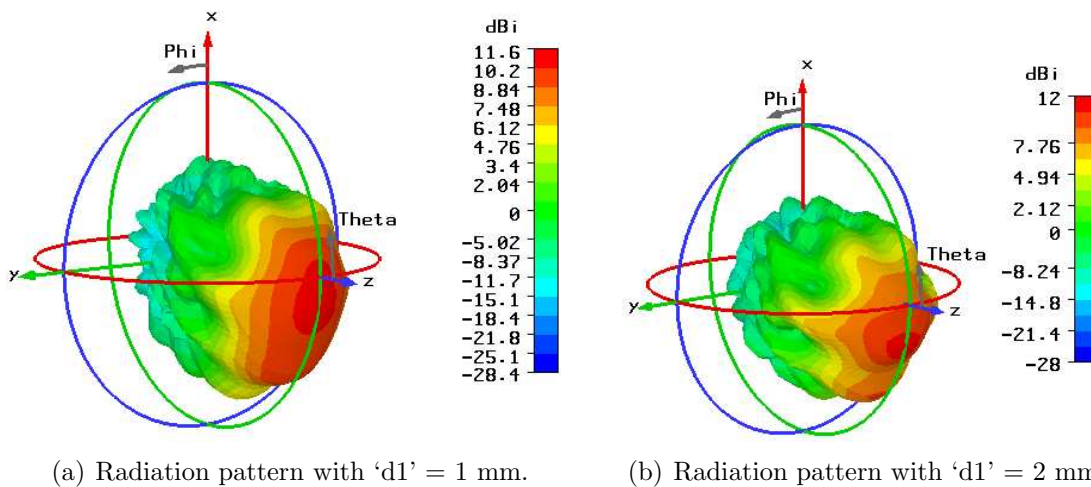 x
Phi
Theta
y
z
dBi
11.6
10.2
8.84
7.48
6.12
4.76
3.4
2.04
0
-5.02
-8.37
-11.7
-15.1
-18.4
-21.8
-25.1
-28.4
(a) Radiation pattern with ‘d1’ = 1 mm.
x
Phi
Theta
y
z
dBi
12
7.76
4.94
2.12
0
-8.24
-14.8
-21.4
-28
(b) Radiation pattern with ‘d1’ = 2 mm